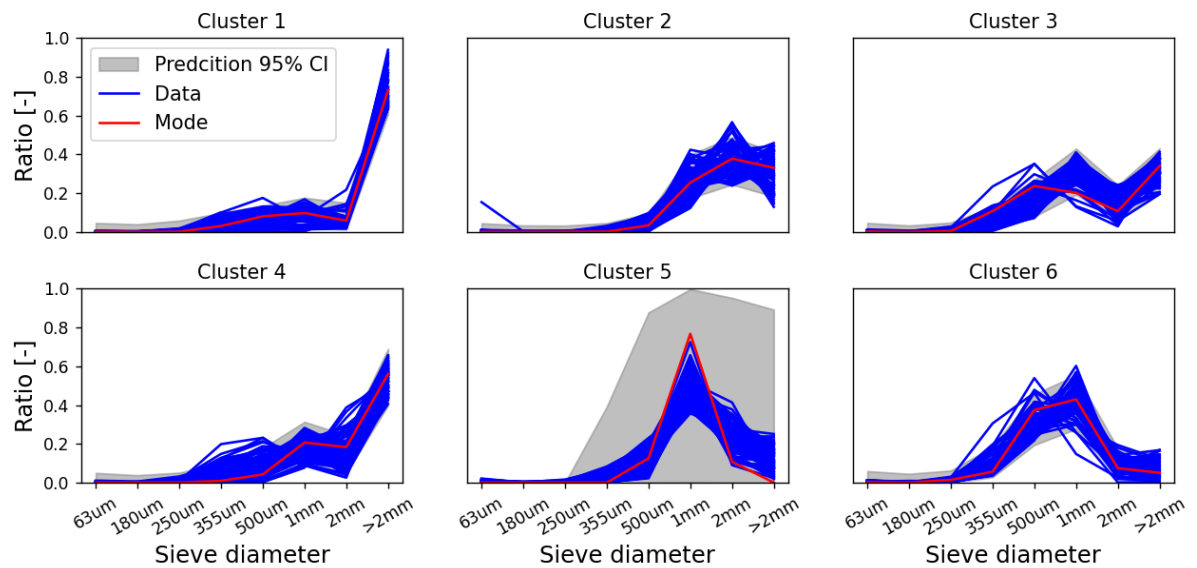 Cluster 1
Cluster 2
Cluster 3
1.0
0.8
0.6
0.4
0.2
0.0
Ratio [-]
Predcition 95% CI
Data
Mode
Cluster 4
Cluster 5
Cluster 6
1.0
0.8
0.6
0.4
0.2
0.0
Ratio [-]
63um 180um 250um 355um 500um 1mm 2mm >2mm
63um 180um 250um 355um 500um 1mm 2mm >2mm
63um 180um 250um 355um 500um 1mm 2mm >2mm
Sieve diameter
Sieve diameter
Sieve diameter